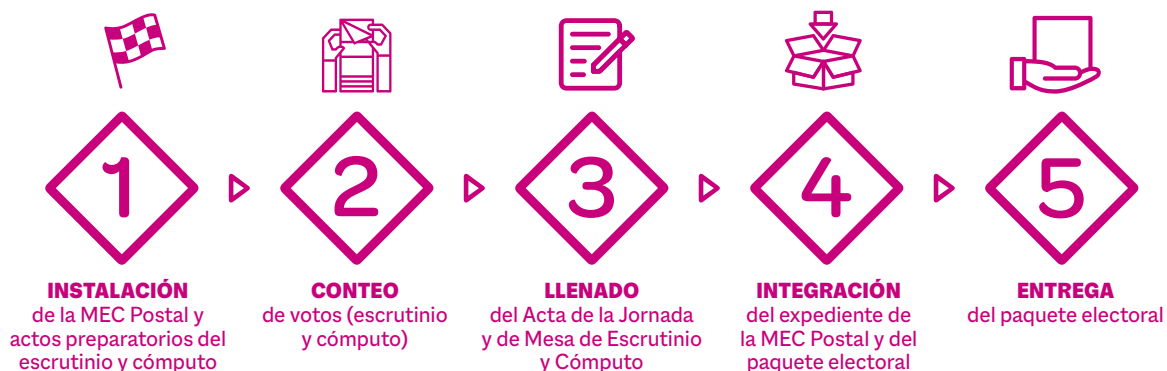 1
INSTALACIÓN
de la MEC Postal y
actos preparatorios del
escrutinio y cómputo
2
CONTEO
de votos (escrutinio
y cómputo)
3
LLENADO
del Acta de la Jornada
y de Mesa de Escrutinio
y Cómputo
4
INTEGRACIÓN
del expediente de
la MEC Postal y del
paquete electoral
5
ENTREGA
del paquete electoral